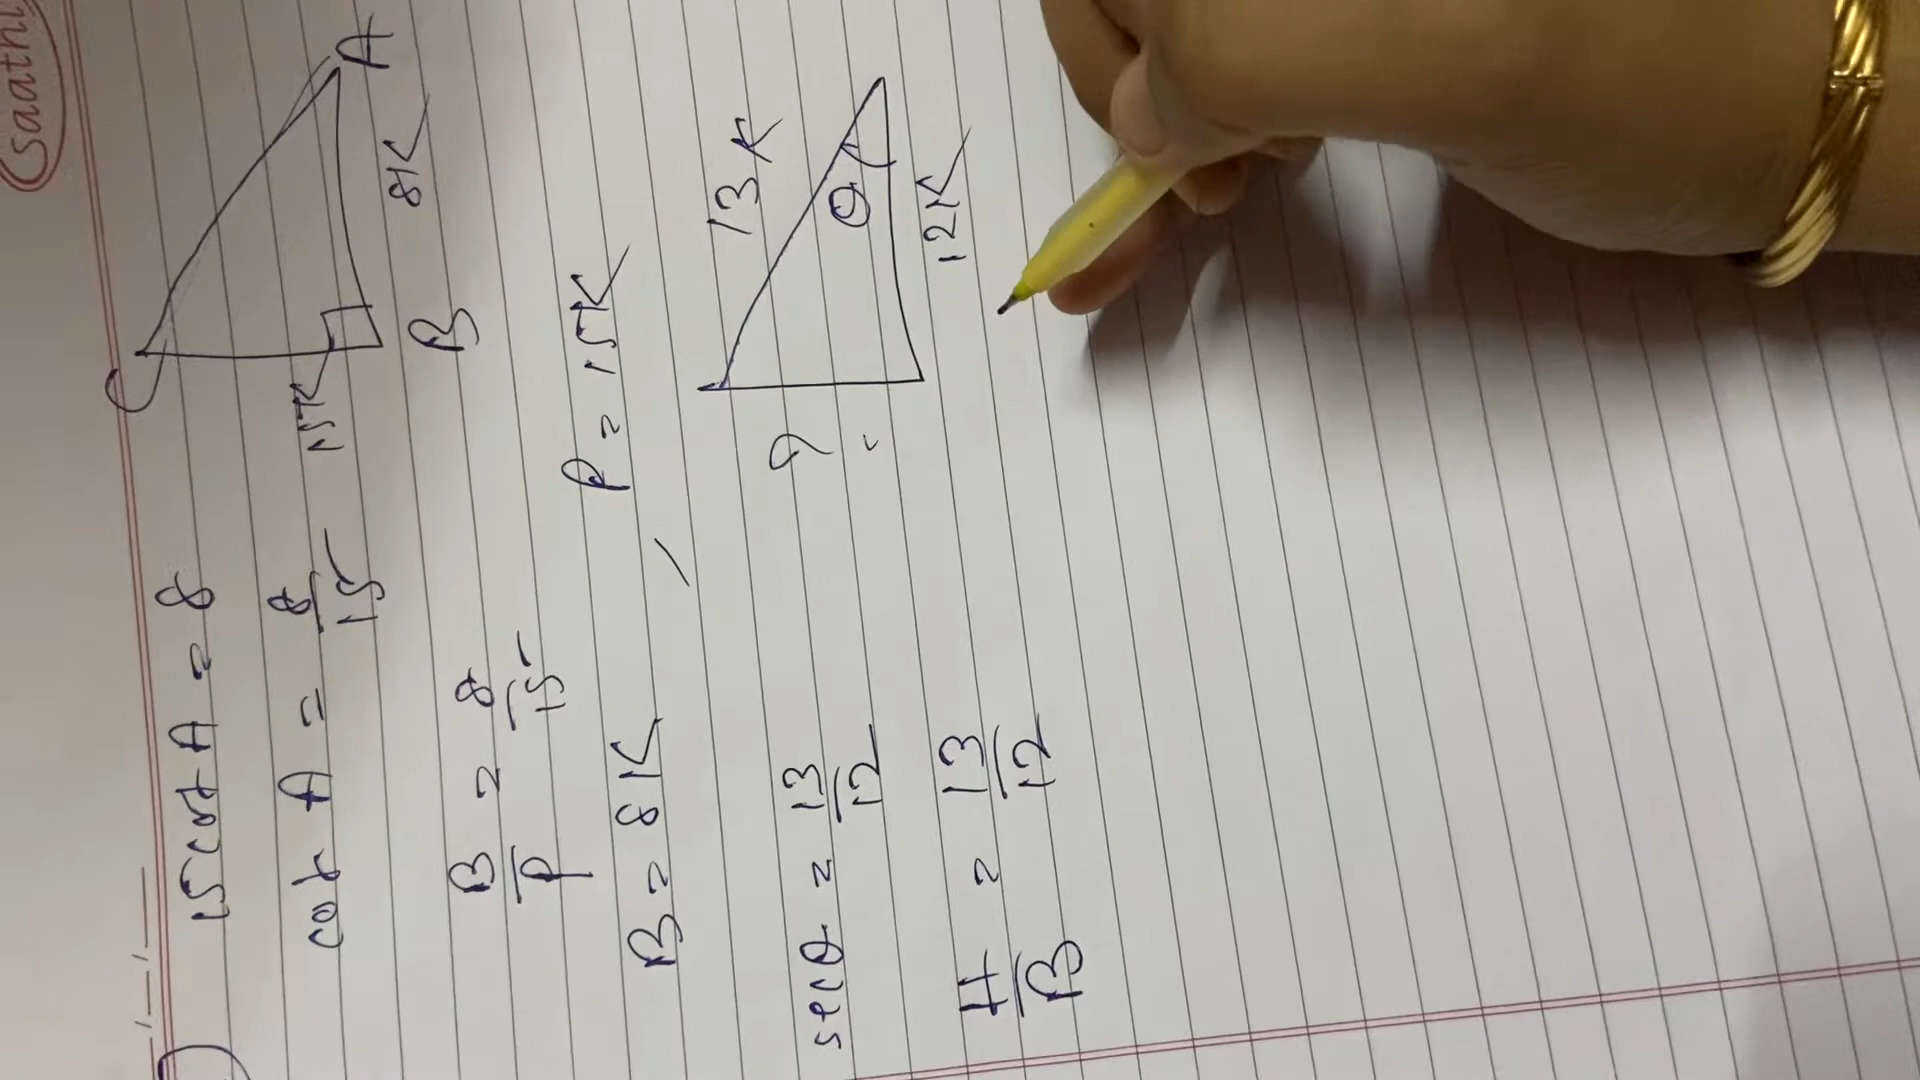 saathi
15 cot A = 8
cot A = 8/15
B/P = 8/15
B = 8K , P = 15K
C
A
B
15K
8K
sec θ = 13/12
H/B = 13/12
13K
θ
12K
?